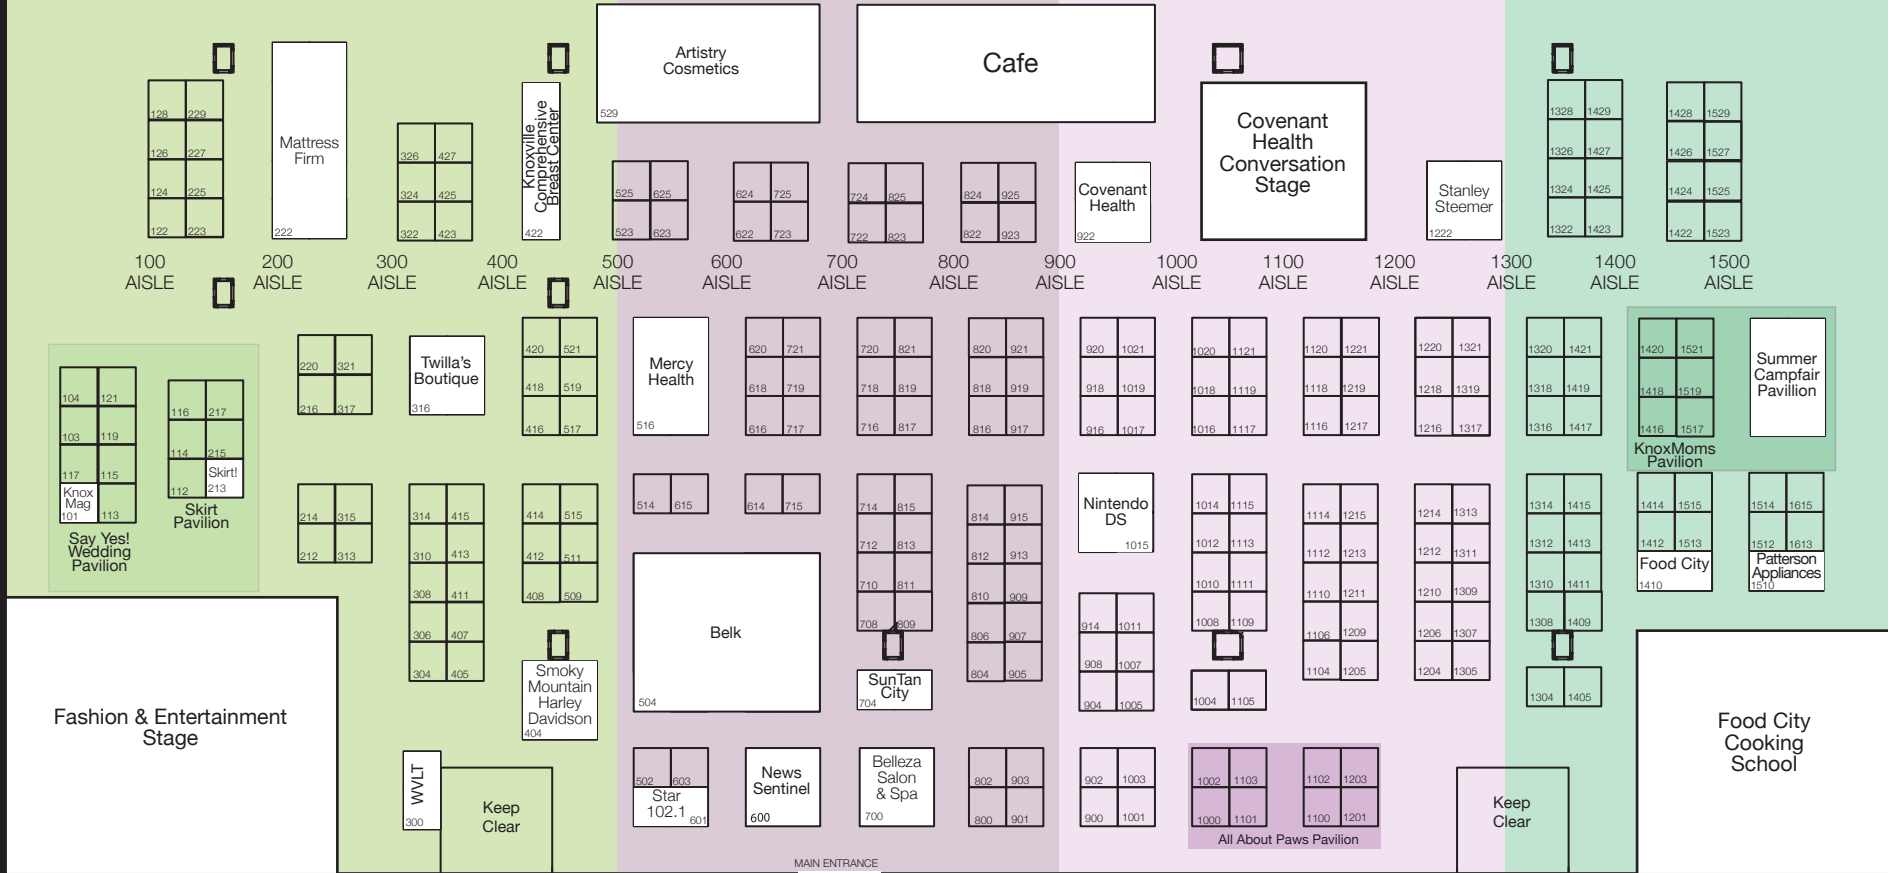 Artistry
Cosmetics
529
Cafe
128 229
126 227
124 225
122 223
Mattress
Firm
222
326 427
324 425
322 423
Knoxville
Comprenensive
Breast Center
422
525 625
523 623
624 725
622 723
724 825
722 823
824 925
822 923
Covenant
Health
922
Covenant
Health
Conversation
Stage
Stanley
Steemer
1222
1328 1429
1326 1427
1324 1425
1322 1423
1428 1529
1426 1527
1424 1525
1422 1523
100
AISLE
200
AISLE
300
AISLE
400
AISLE
500
AISLE
600
AISLE
700
AISLE
800
AISLE
900
AISLE
1000
AISLE
1100
AISLE
1200
AISLE
1300
AISLE
1400
AISLE
1500
AISLE
104 121
103 119
117 115
Knox
Mag
101 113
Say Yes!
Wedding
Pavilion
116 217
114 215
Skirt!
112 213
Skirt
Pavilion
220 321
216 317
Twilla's
Boutique
316
420 521
418 519
416 517
Mercy
Health
516
620 721
618 719
616 717
720 821
718 819
716 817
820 921
818 919
816 917
920 1021
918 1019
916 1017
1020 1121
1018 1119
1016 1117
1120 1221
1118 1219
1116 1217
1220 1321
1218 1319
1216 1317
1320 1421
1318 1419
1316 1417
1420 1521
1418 1519
1416 1517
KnoxMoms
Pavilion
Summer
Campfair
Pavilion
214 315
212 313
314 415
310 413
308 411
306 407
304 405
414 515
412 511
408 509
514 615
614 715
714 815
712 813
710 811
708 809
814 915
812 913
810 909
806 907
804 905
Nintendo
DS
1015
914 1011
908 1007
904 1005
1014 1115
1012 1113
1010 1111
1008 1109
1004 1105
1114 1215
1112 1213
1110 1211
1106 1209
1104 1205
1214 1313
1212 1311
1210 1309
1206 1307
1204 1305
1314 1415
1312 1413
1310 1411
1308 1409
1304 1405
1414 1515
1412 1513
Food City
1410
1514 1615
1512 1613
Patterson
Appliances
1510
Belk
504
SunTan
City
704
Smoky
Mountain
Harley
Davidson
404
Fashion & Entertainment
Stage
Food City
Cooking
School
WVLT
300
Keep
Clear
502 603
Star
102.1
601
News
Sentinel
600
Belleza
Salon
& Spa
700
802 903
800 901
902 1003
900 1001
1002 1103
1000 1101
1102 1203
1100 1201
All About Paws Pavilion
Keep
Clear
MAIN ENTRANCE